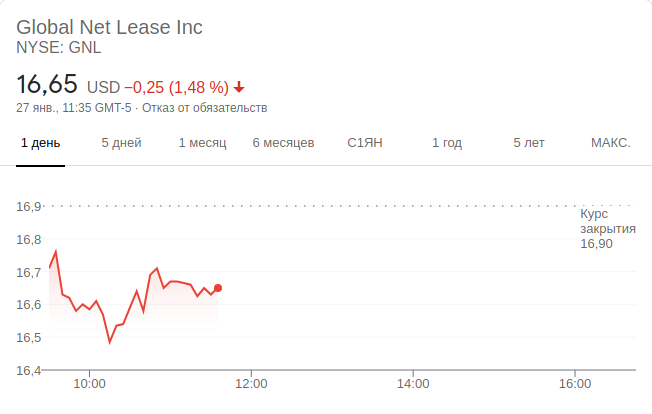 Global Net Lease Inc
NYSE: GNL
16,65 USD −0,25 (1,48 %)
27 янв., 11:35 GMT-5 · Отказ от обязательств
1 день 5 дней 1 месяц 6 месяцев С1ЯН 1 год 5 лет МАКС.
16,9
Курс
закрытия
16,90
16,8
16,7
16,6
16,5
16,4
10:00 12:00 14:00 16:00